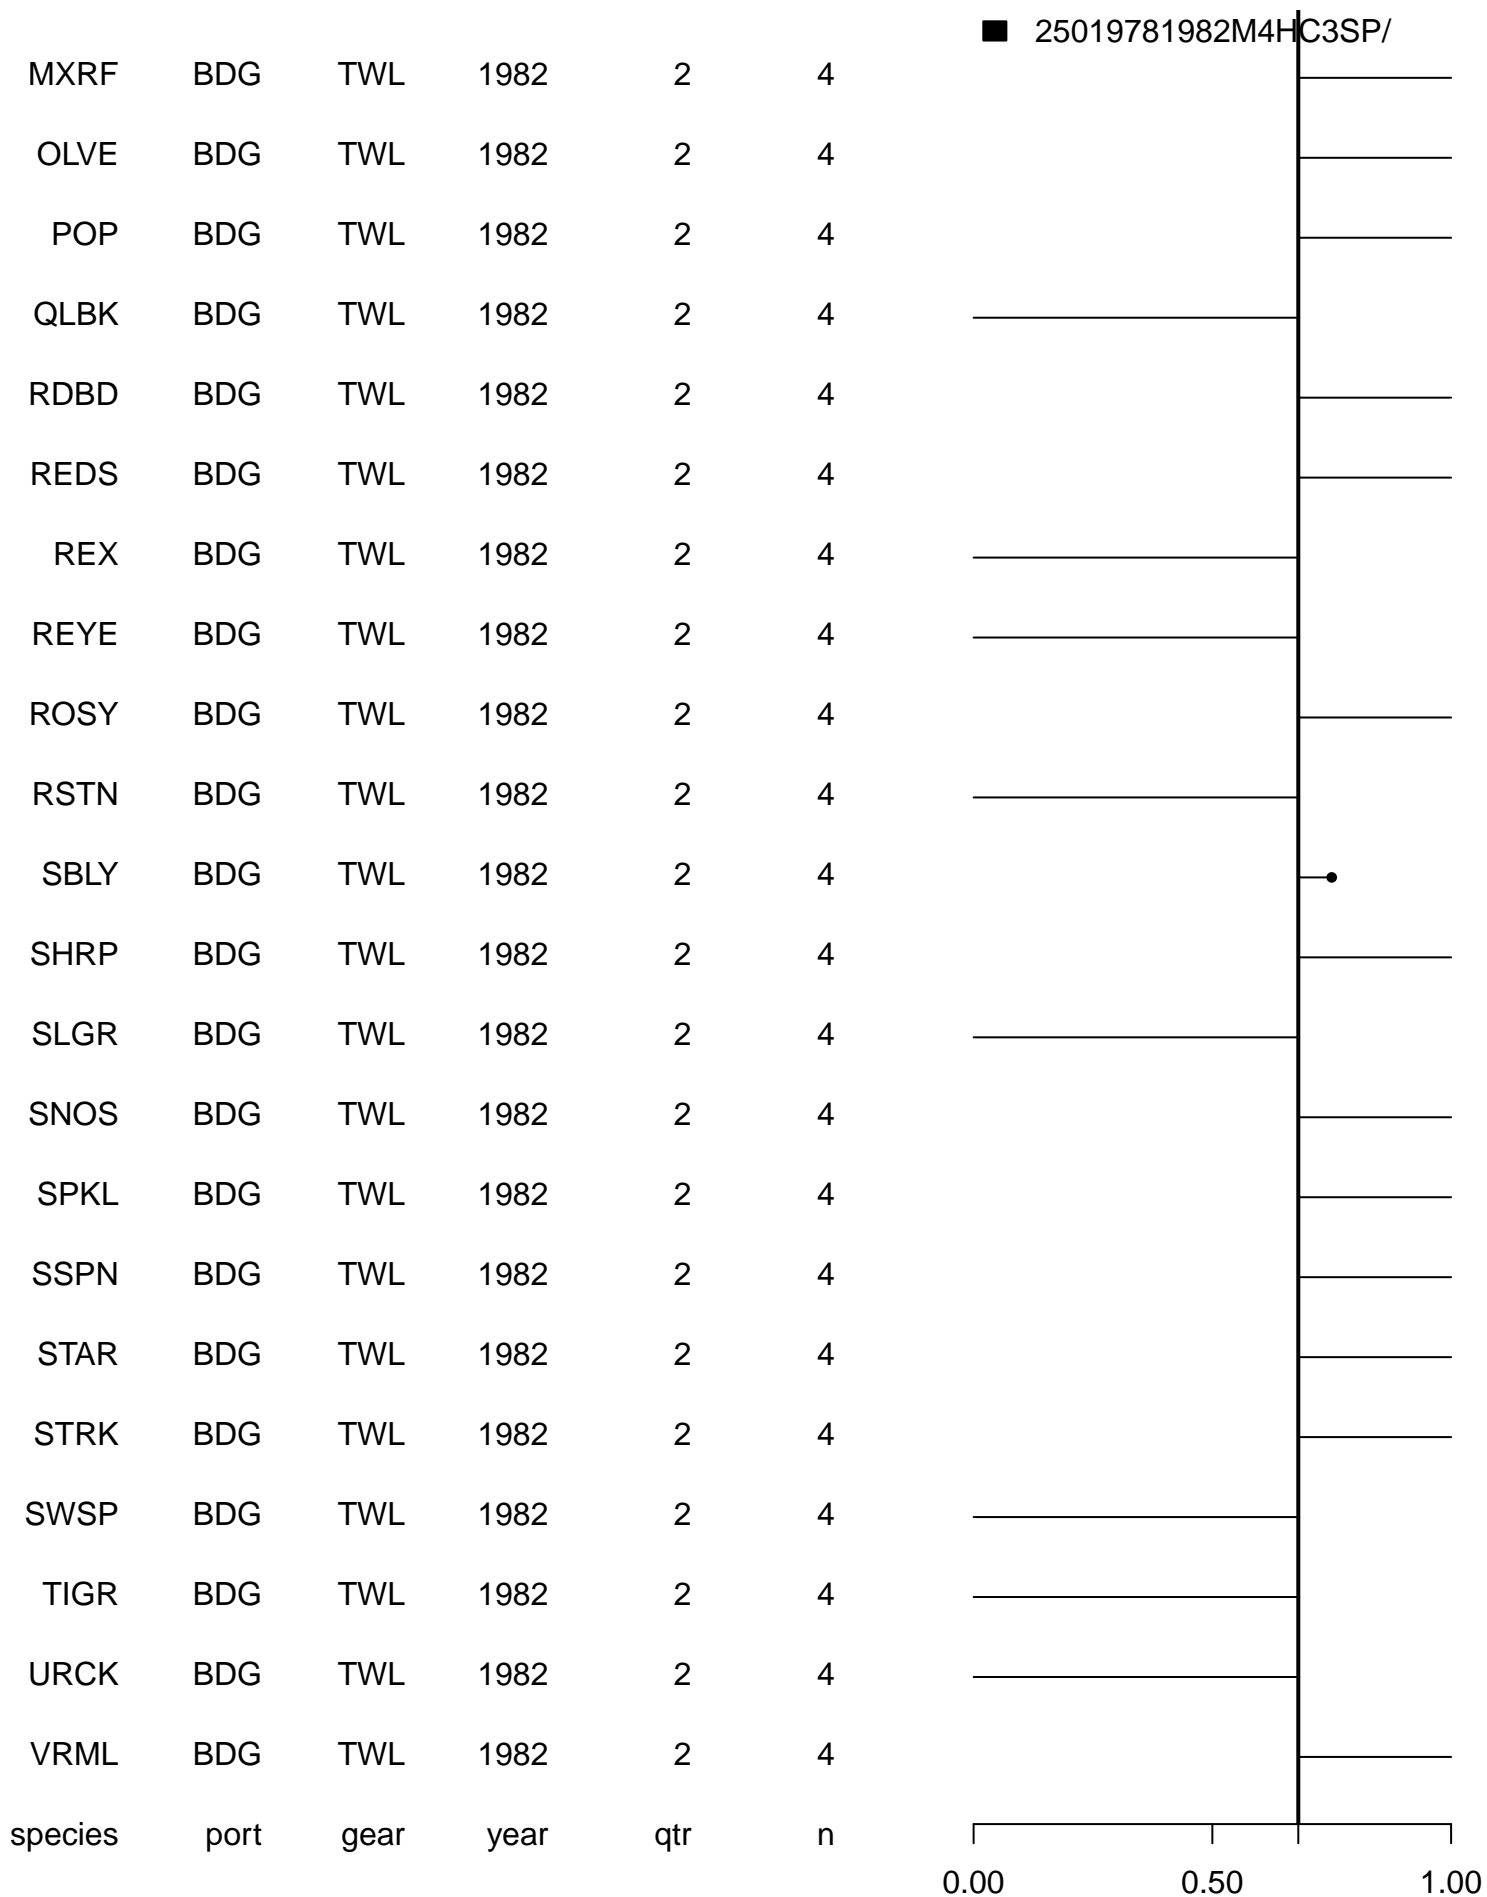 25019781982M4HC3SP/
MXRF BDG TWL 1982 2 4
OLVE BDG TWL 1982 2 4
POP BDG TWL 1982 2 4
QLBK BDG TWL 1982 2 4
RDBD BDG TWL 1982 2 4
REDS BDG TWL 1982 2 4
REX BDG TWL 1982 2 4
REYE BDG TWL 1982 2 4
ROSY BDG TWL 1982 2 4
RSTN BDG TWL 1982 2 4
SBLY BDG TWL 1982 2 4
SHRP BDG TWL 1982 2 4
SLGR BDG TWL 1982 2 4
SNOS BDG TWL 1982 2 4
SPKL BDG TWL 1982 2 4
SSPN BDG TWL 1982 2 4
STAR BDG TWL 1982 2 4
STRK BDG TWL 1982 2 4
SWSP BDG TWL 1982 2 4
TIGR BDG TWL 1982 2 4
URCK BDG TWL 1982 2 4
VRML BDG TWL 1982 2 4
species port gear year qtr n
0.00 0.50 1.00